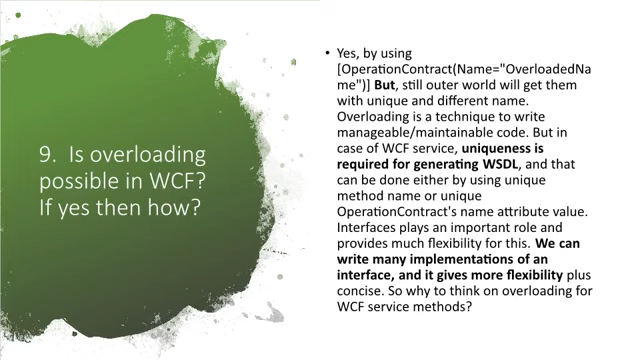 9. Is overloading
possible in WCF?
If yes then how?
• Yes, by using
[OperationContract(Name="OverloadedNa
me")] But, still outer world will get them
with unique and different name.
Overloading is a technique to write
manageable/maintainable code. But in
case of WCF service, uniqueness is
required for generating WSDL, and that
can be done either by using unique
method name or unique
OperationContract's name attribute value.
Interfaces plays an important role and
provides much flexibility for this. We can
write many implementations of an
interface, and it gives more flexibility plus
concise. So why to think on overloading for
WCF service methods?